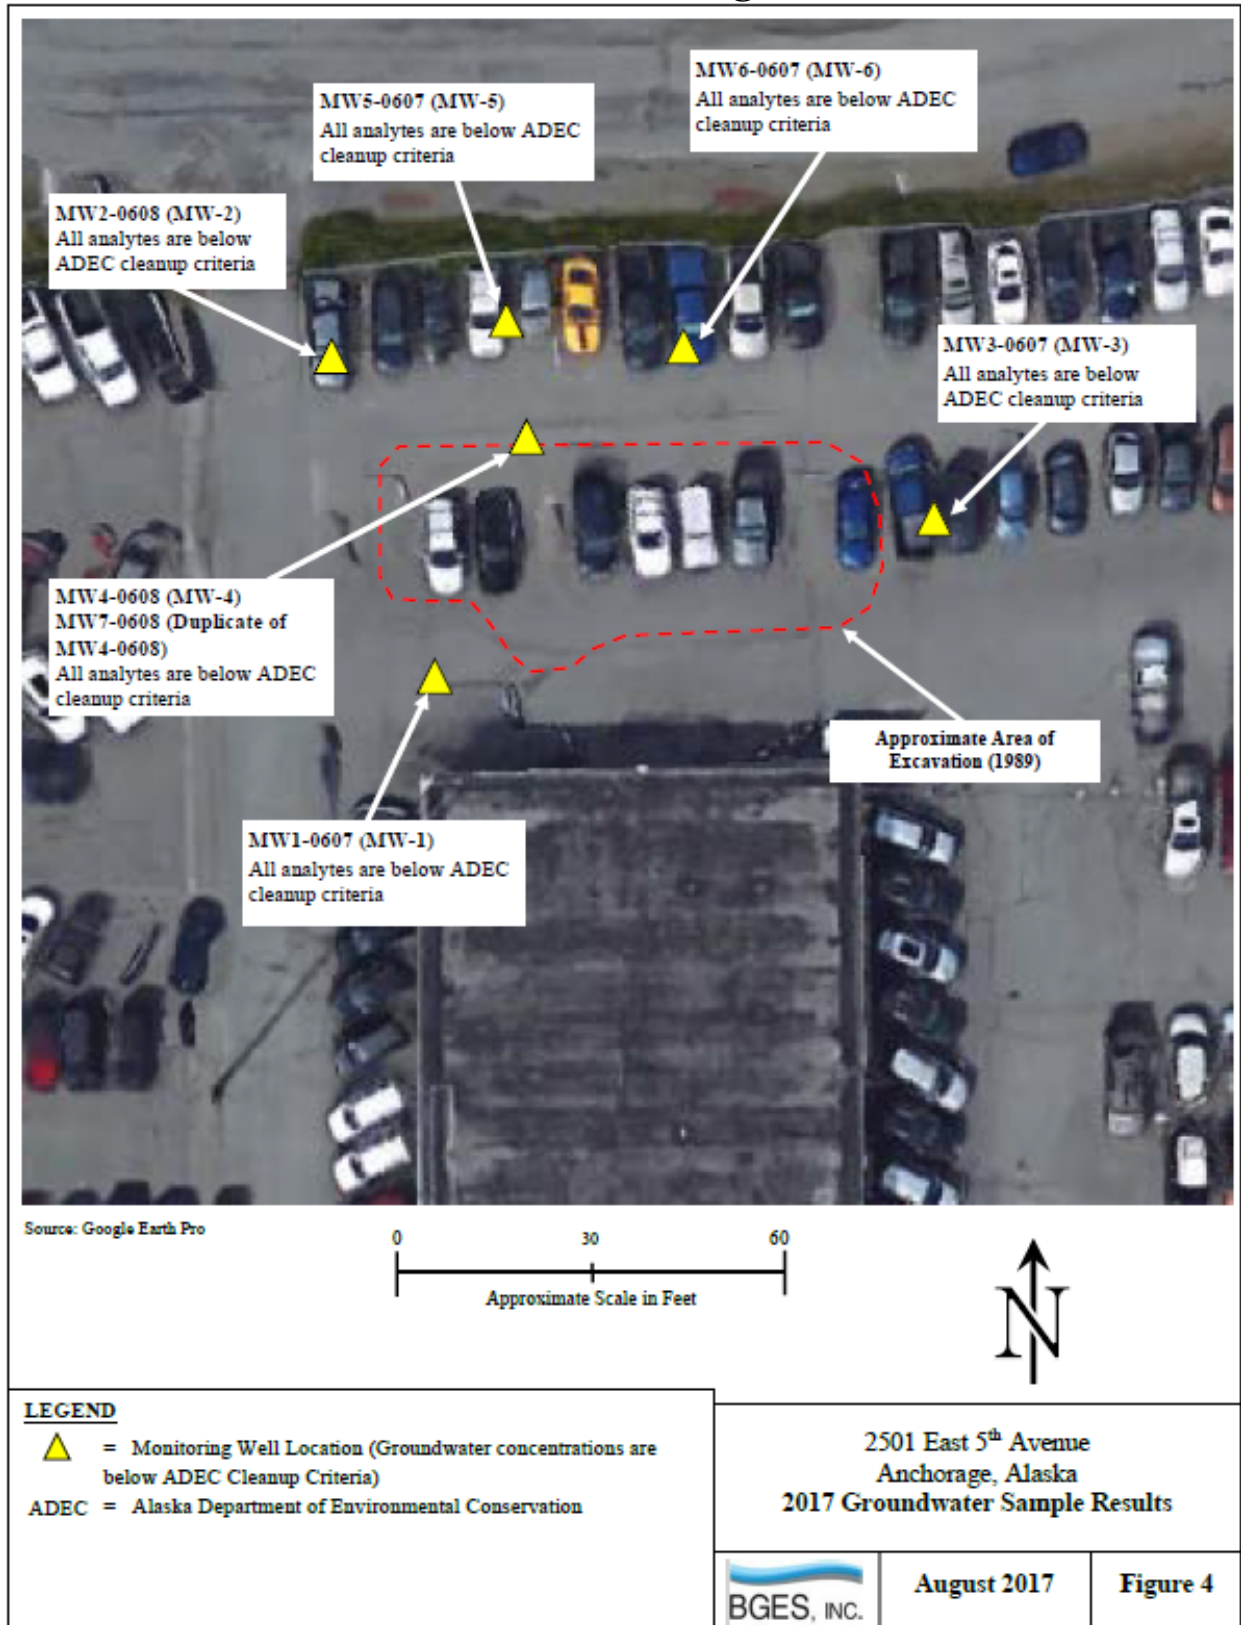 MW6-0607 (MW-6)
All analytes are below ADEC
cleanup criteria
MW5-0607 (MW-5)
All analytes are below ADEC
cleanup criteria
MW2-0608 (MW-2)
All analytes are below
ADEC cleanup criteria
MW3-0607 (MW-3)
All analytes are below
ADEC cleanup criteria
MW4-0608 (MW-4)
MW7-0608 (Duplicate of
MW4-0608)
All analytes are below ADEC
cleanup criteria
Approximate Area of
Excavation (1989)
MW1-0607 (MW-1)
All analytes are below ADEC
cleanup criteria
Source: Google Earth Pro
0 30 60
Approximate Scale in Feet
N
LEGEND
= Monitoring Well Location (Groundwater concentrations are
below ADEC Cleanup Criteria)
ADEC = Alaska Department of Environmental Conservation
2501 East 5th Avenue
Anchorage, Alaska
2017 Groundwater Sample Results
BGES, INC.
August 2017
Figure 4